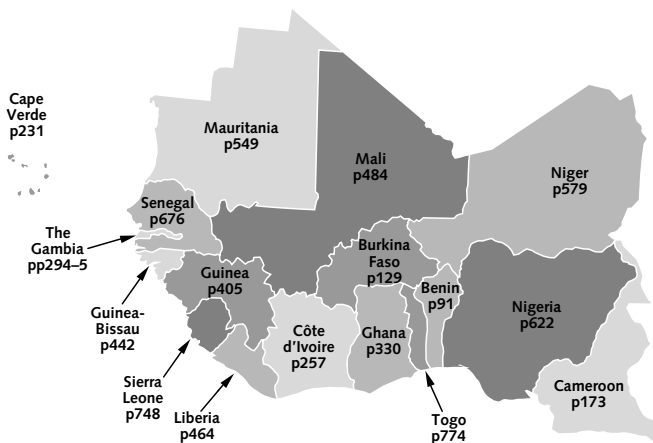 Cape
Verde
p231
Mauritania
p549
Mali
p484
Niger
p579
Senegal
p676
The
Gambia
pp294–5
Burkina
Faso
p129
Guinea
p405
Benin
p91
Nigeria
p622
Guinea-
Bissau
p442
Côte
d'Ivoire
p257
Ghana
p330
Sierra
Leone
p748
Liberia
p464
Togo
p774
Cameroon
p173